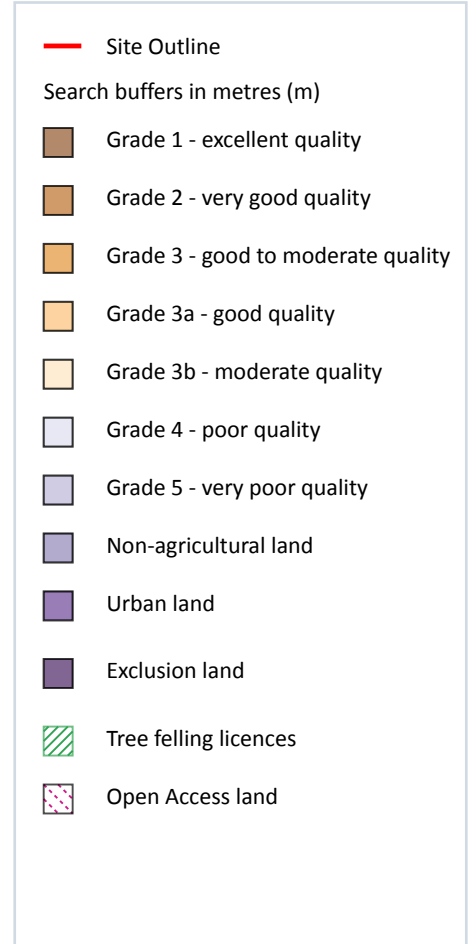 Site Outline
Search buffers in metres (m)
Grade 1 - excellent quality
Grade 2 - very good quality
Grade 3 - good to moderate quality
Grade 3a - good quality
Grade 3b - moderate quality
Grade 4 - poor quality
Grade 5 - very poor quality
Non-agricultural land
Urban land
Exclusion land
Tree felling licences
Open Access land